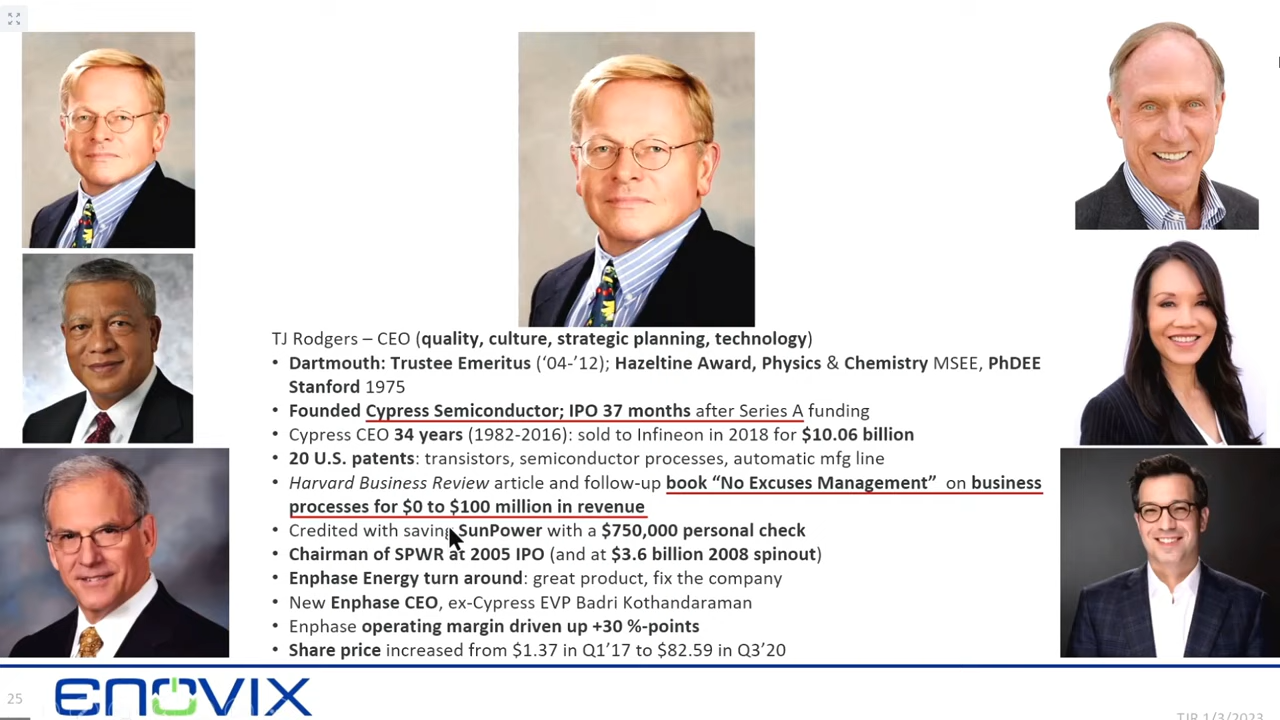 TJ Rodgers – CEO (quality, culture, strategic planning, technology)
• Dartmouth: Trustee Emeritus (‘04-’12); Hazeltine Award, Physics & Chemistry MSEE, PhDEE
Stanford 1975
• Founded Cypress Semiconductor; IPO 37 months after Series A funding
• Cypress CEO 34 years (1982-2016): sold to Infineon in 2018 for $10.06 billion
• 20 U.S. patents: transistors, semiconductor processes, automatic mfg line
• Harvard Business Review article and follow-up book “No Excuses Management” on business
processes for $0 to $100 million in revenue
• Credited with saving SunPower with a $750,000 personal check
• Chairman of SPWR at 2005 IPO (and at $3.6 billion 2008 spinout)
• Enphase Energy turn around: great product, fix the company
• New Enphase CEO, ex-Cypress EVP Badri Kothandaraman
• Enphase operating margin driven up +30 %-points
• Share price increased from $1.37 in Q1’17 to $82.59 in Q3’20
25
ENOVIX
TJR 1/3/2023